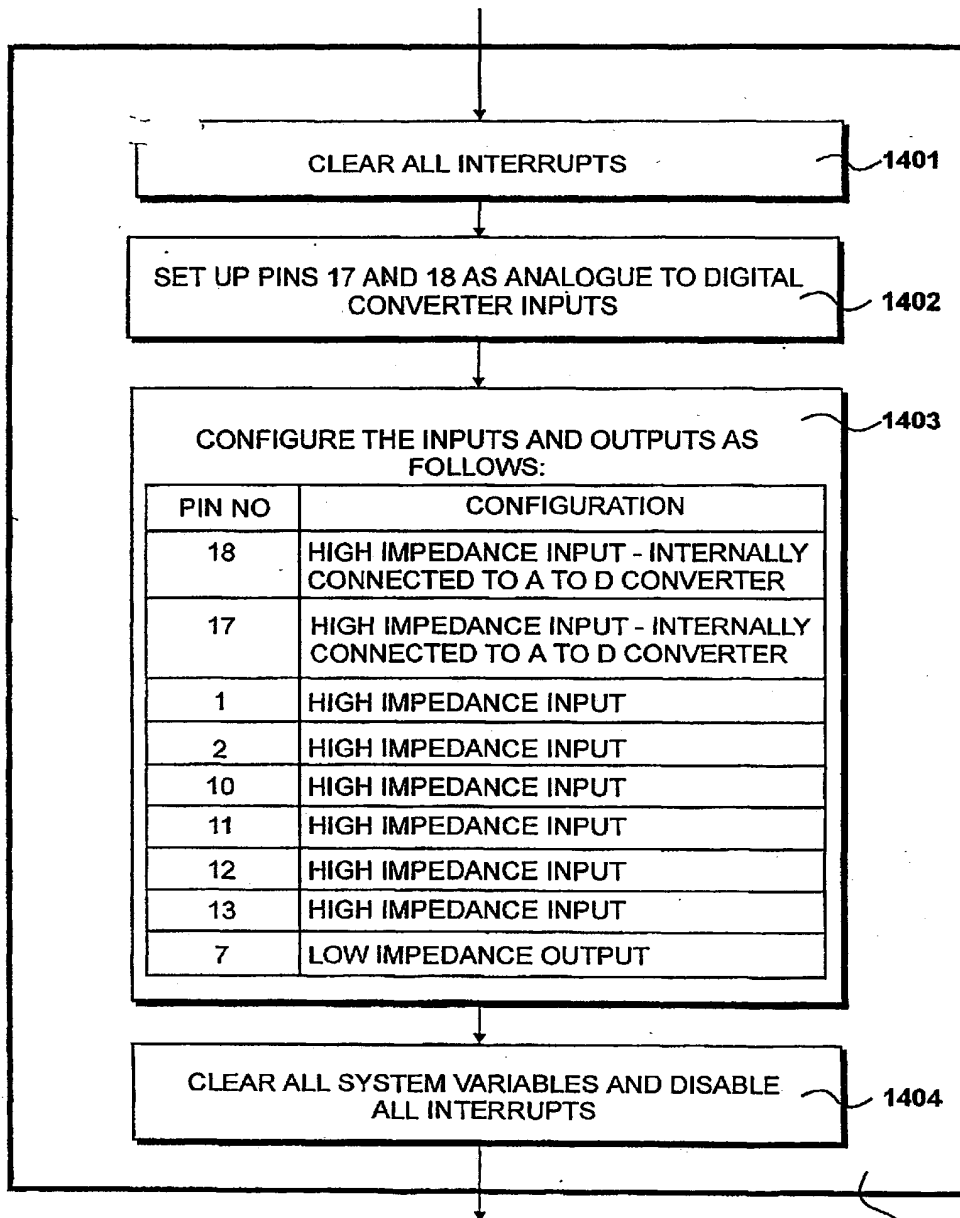 CLEAR ALL INTERRUPTS
1401
SET UP PINS 17 AND 18 AS ANALOGUE TO DIGITAL
CONVERTER INPUTS
1402
1403
CONFIGURE THE INPUTS AND OUTPUTS AS
FOLLOWS:
PIN NO CONFIGURATION
18 HIGH IMPEDANCE INPUT - INTERNALLY
CONNECTED TO A TO D CONVERTER
17 HIGH IMPEDANCE INPUT - INTERNALLY
CONNECTED TO A TO D CONVERTER
1 HIGH IMPEDANCE INPUT
2 HIGH IMPEDANCE INPUT
10 HIGH IMPEDANCE INPUT
11 HIGH IMPEDANCE INPUT
12 HIGH IMPEDANCE INPUT
13 HIGH IMPEDANCE INPUT
7 LOW IMPEDANCE OUTPUT
CLEAR ALL SYSTEM VARIABLES AND DISABLE
ALL INTERRUPTS
1404